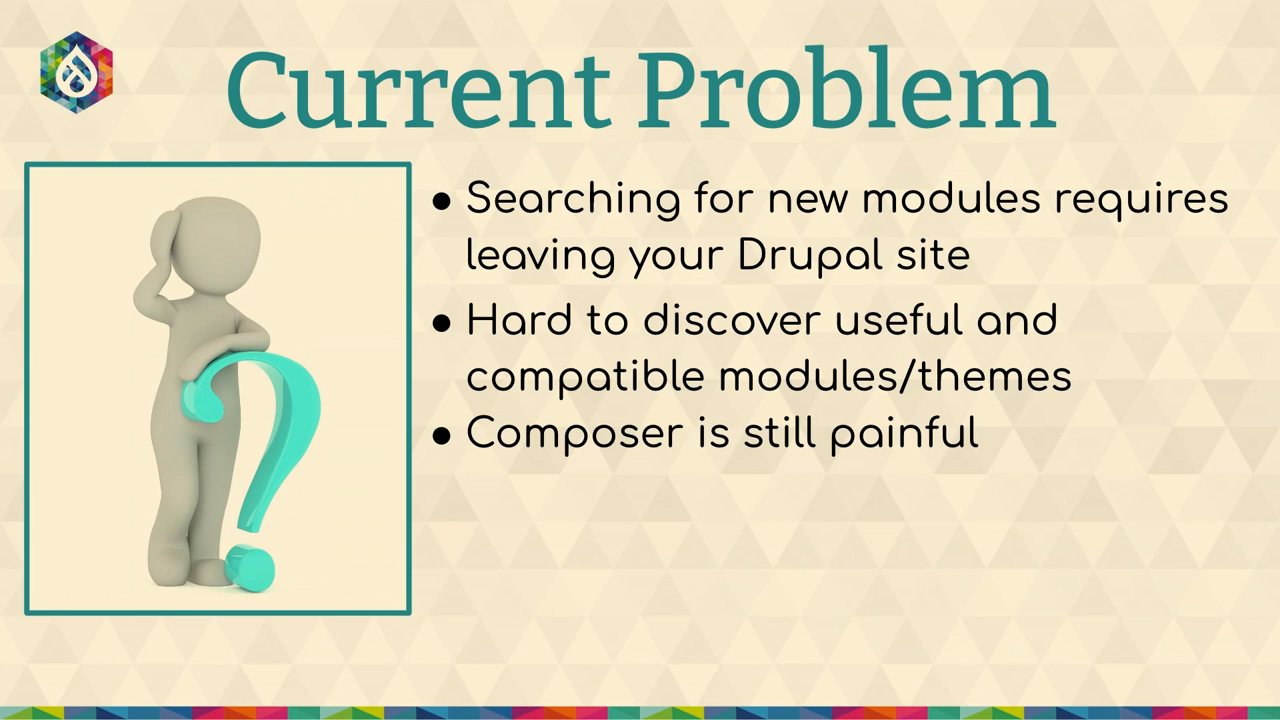 Current Problem
● Searching for new modules requires
leaving your Drupal site
● Hard to discover useful and
compatible modules/themes
● Composer is still painful